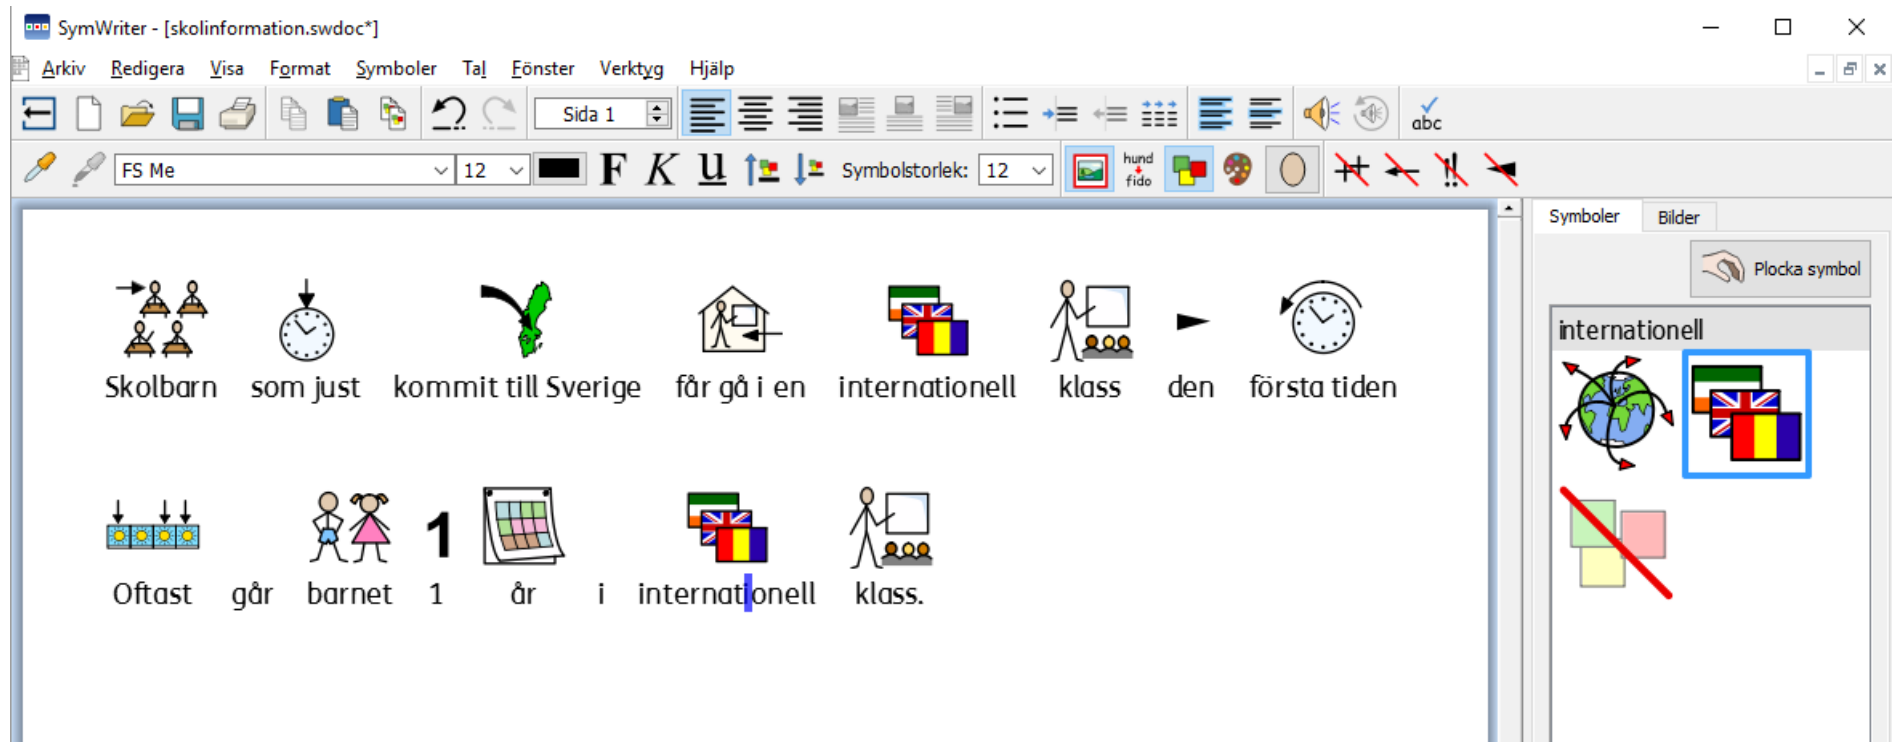 SymWriter - [skolinformation.swdoc*]
Arkiv Redigera Visa Format Symboler Tal Fönster Verktyg Hjälp
Sida 1
abc
FS Me 12 F K u Symbolstorlek: 12 hund fido
Symboler Bilder
Plocka symbol
internationell
Skolbarn som just kommit till Sverige får gå i en internationell klass den första tiden
1
Oftast går barnet 1 år i internationell klass.